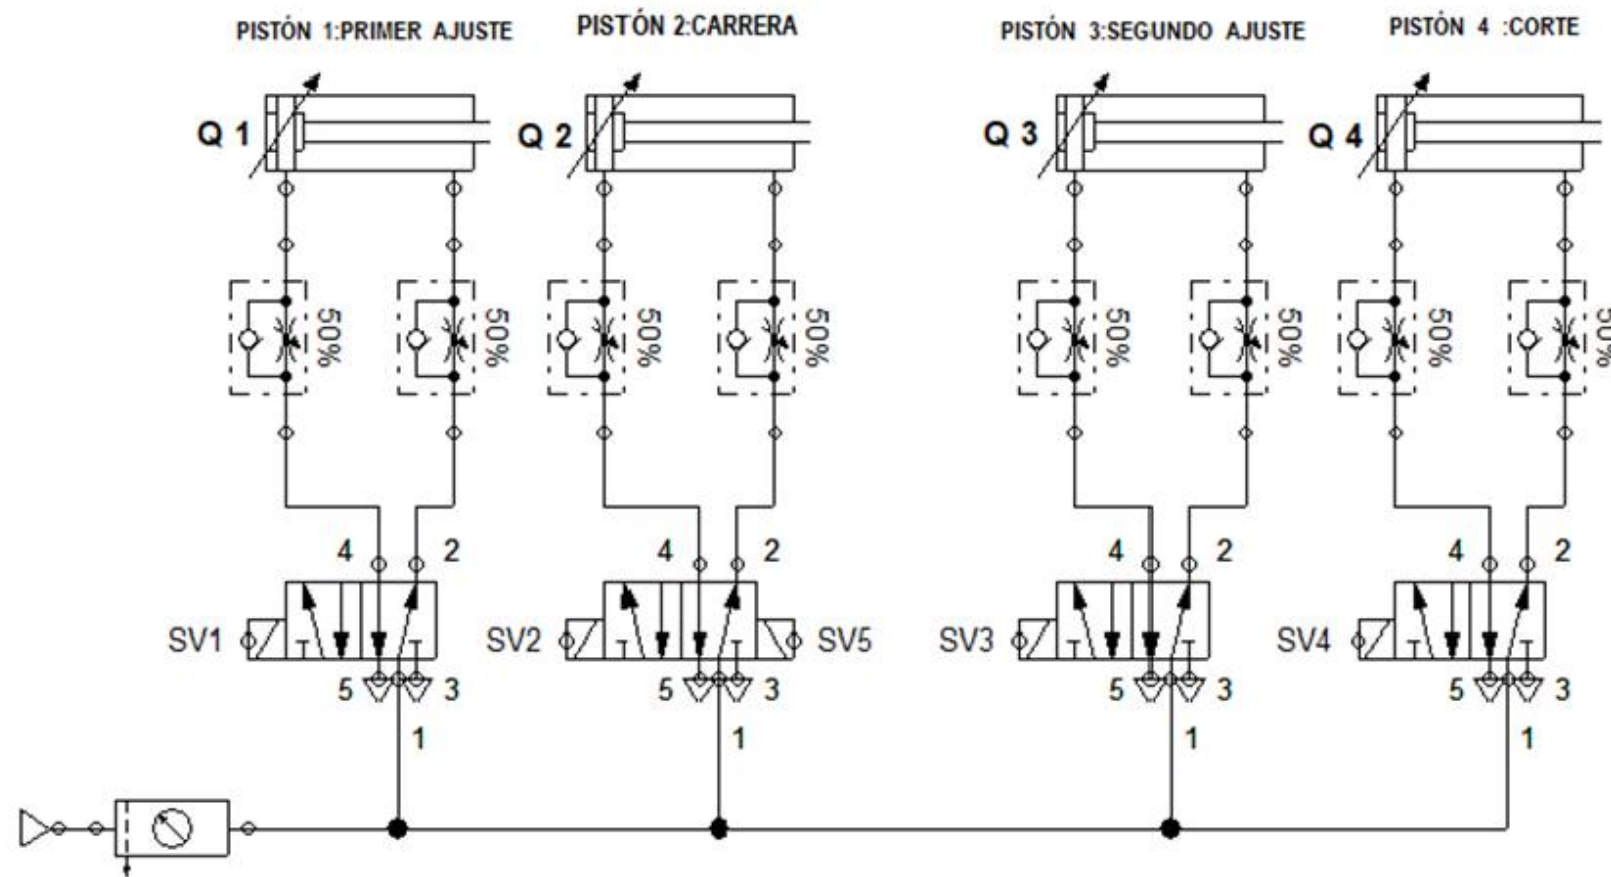 PISTÓN 1:PRIMER AJUSTE
PISTÓN 2:CARRERA
PISTÓN 3:SEGUNDO AJUSTE
PISTÓN 4 :CORTE
Q 1
Q 2
Q 3
Q 4
50%
50%
50%
50%
50%
50%
50%
50%
4 2
4 2
4 2
4 2
SV1
SV2
SV5
SV3
SV4
5 3
5 3
5 3
5 3
1
1
1
1